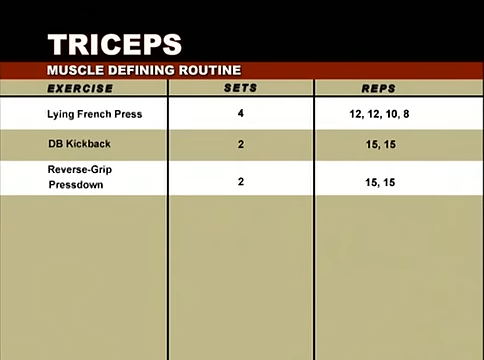 TRICEPS
MUSCLE DEFINING ROUTINE
EXERCISE SETS REPS
Lying French Press 4 12, 12, 10, 8
DB Kickback 2 15, 15
Reverse-Grip
Pressdown 2 15, 15